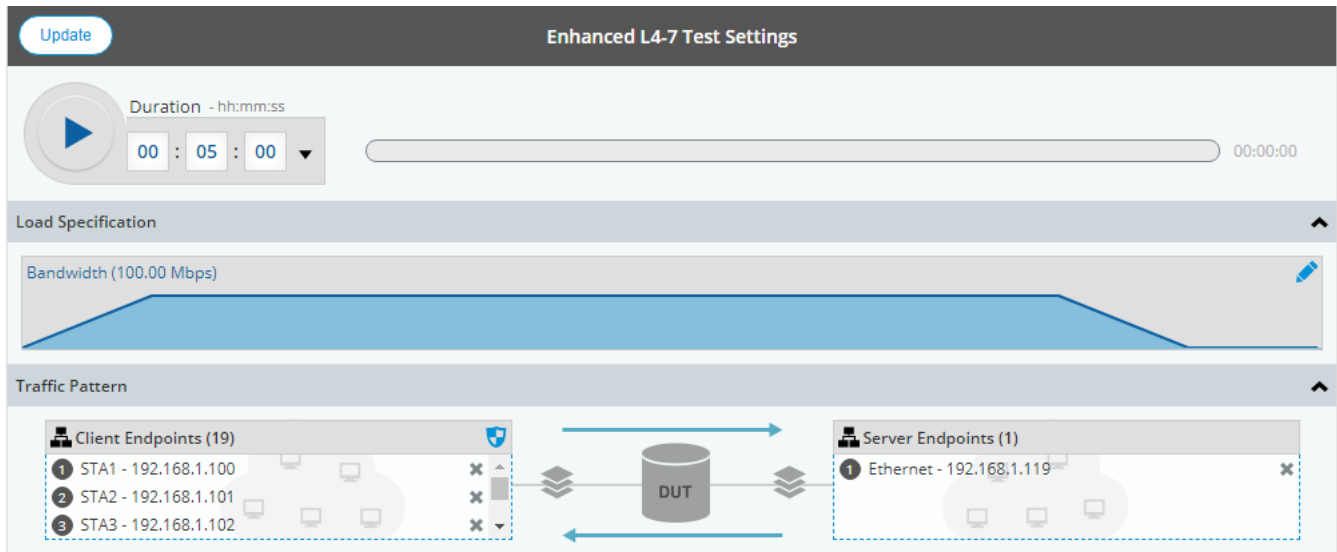 Update
Enhanced L4-7 Test Settings
Duration - hh:mm:ss
00 : 05 : 00
00:00:00
Load Specification
Bandwidth (100.00 Mbps)
Traffic Pattern
Client Endpoints (19)
1 STA1 - 192.168.1.100
2 STA2 - 192.168.1.101
3 STA3 - 192.168.1.102
DUT
Server Endpoints (1)
1 Ethernet - 192.168.1.119